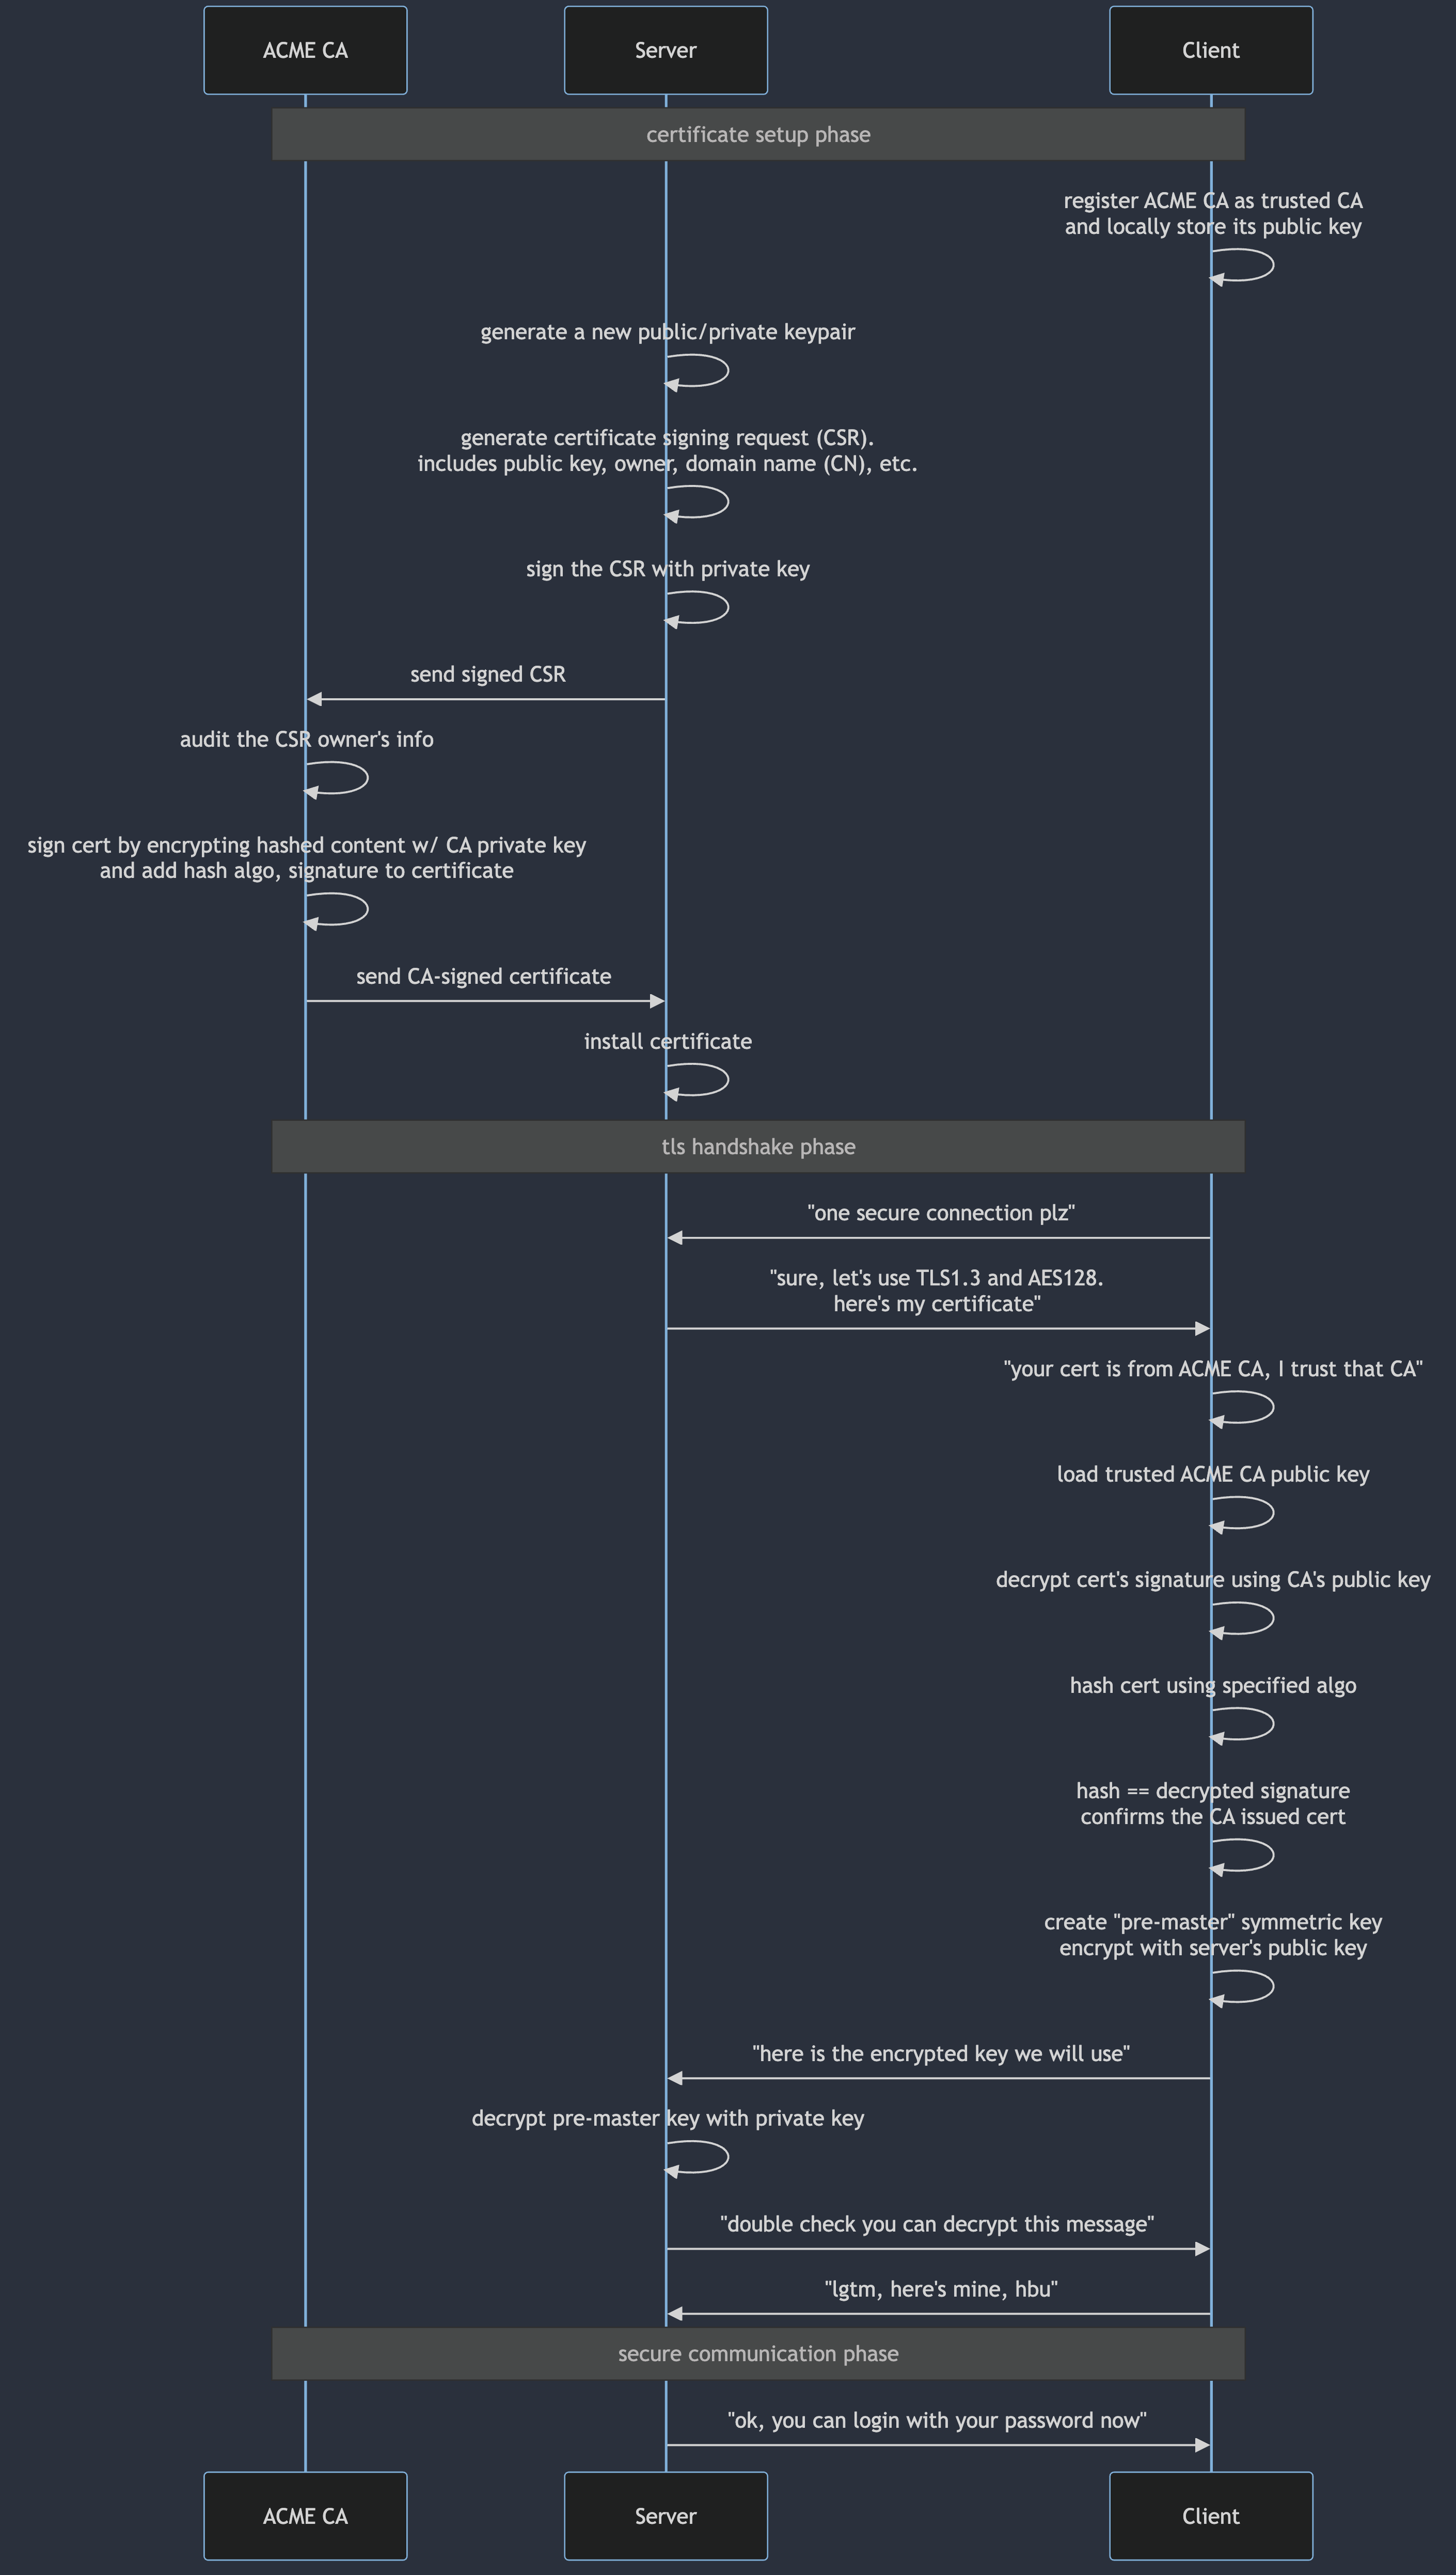 ACME CA
Server
Client
certificate setup phase
register ACME CA as trusted CA
and locally store its public key
generate a new public/private keypair
generate certificate signing request (CSR).
includes public key, owner, domain name (CN), etc.
sign the CSR with private key
send signed CSR
audit the CSR owner's info
sign cert by encrypting hashed content w/ CA private key
and add hash algo, signature to certificate
send CA-signed certificate
install certificate
tls handshake phase
"one secure connection plz"
"sure, let's use TLS1.3 and AES128.
here's my certificate"
"your cert is from ACME CA, I trust that CA"
load trusted ACME CA public key
decrypt cert's signature using CA's public key
hash cert using specified algo
hash == decrypted signature
confirms the CA issued cert
create "pre-master" symmetric key
encrypt with server's public key
"here is the encrypted key we will use"
decrypt pre-master key with private key
"double check you can decrypt this message"
"lgtm, here's mine, hbu"
secure communication phase
"ok, you can login with your password now"
ACME CA
Server
Client